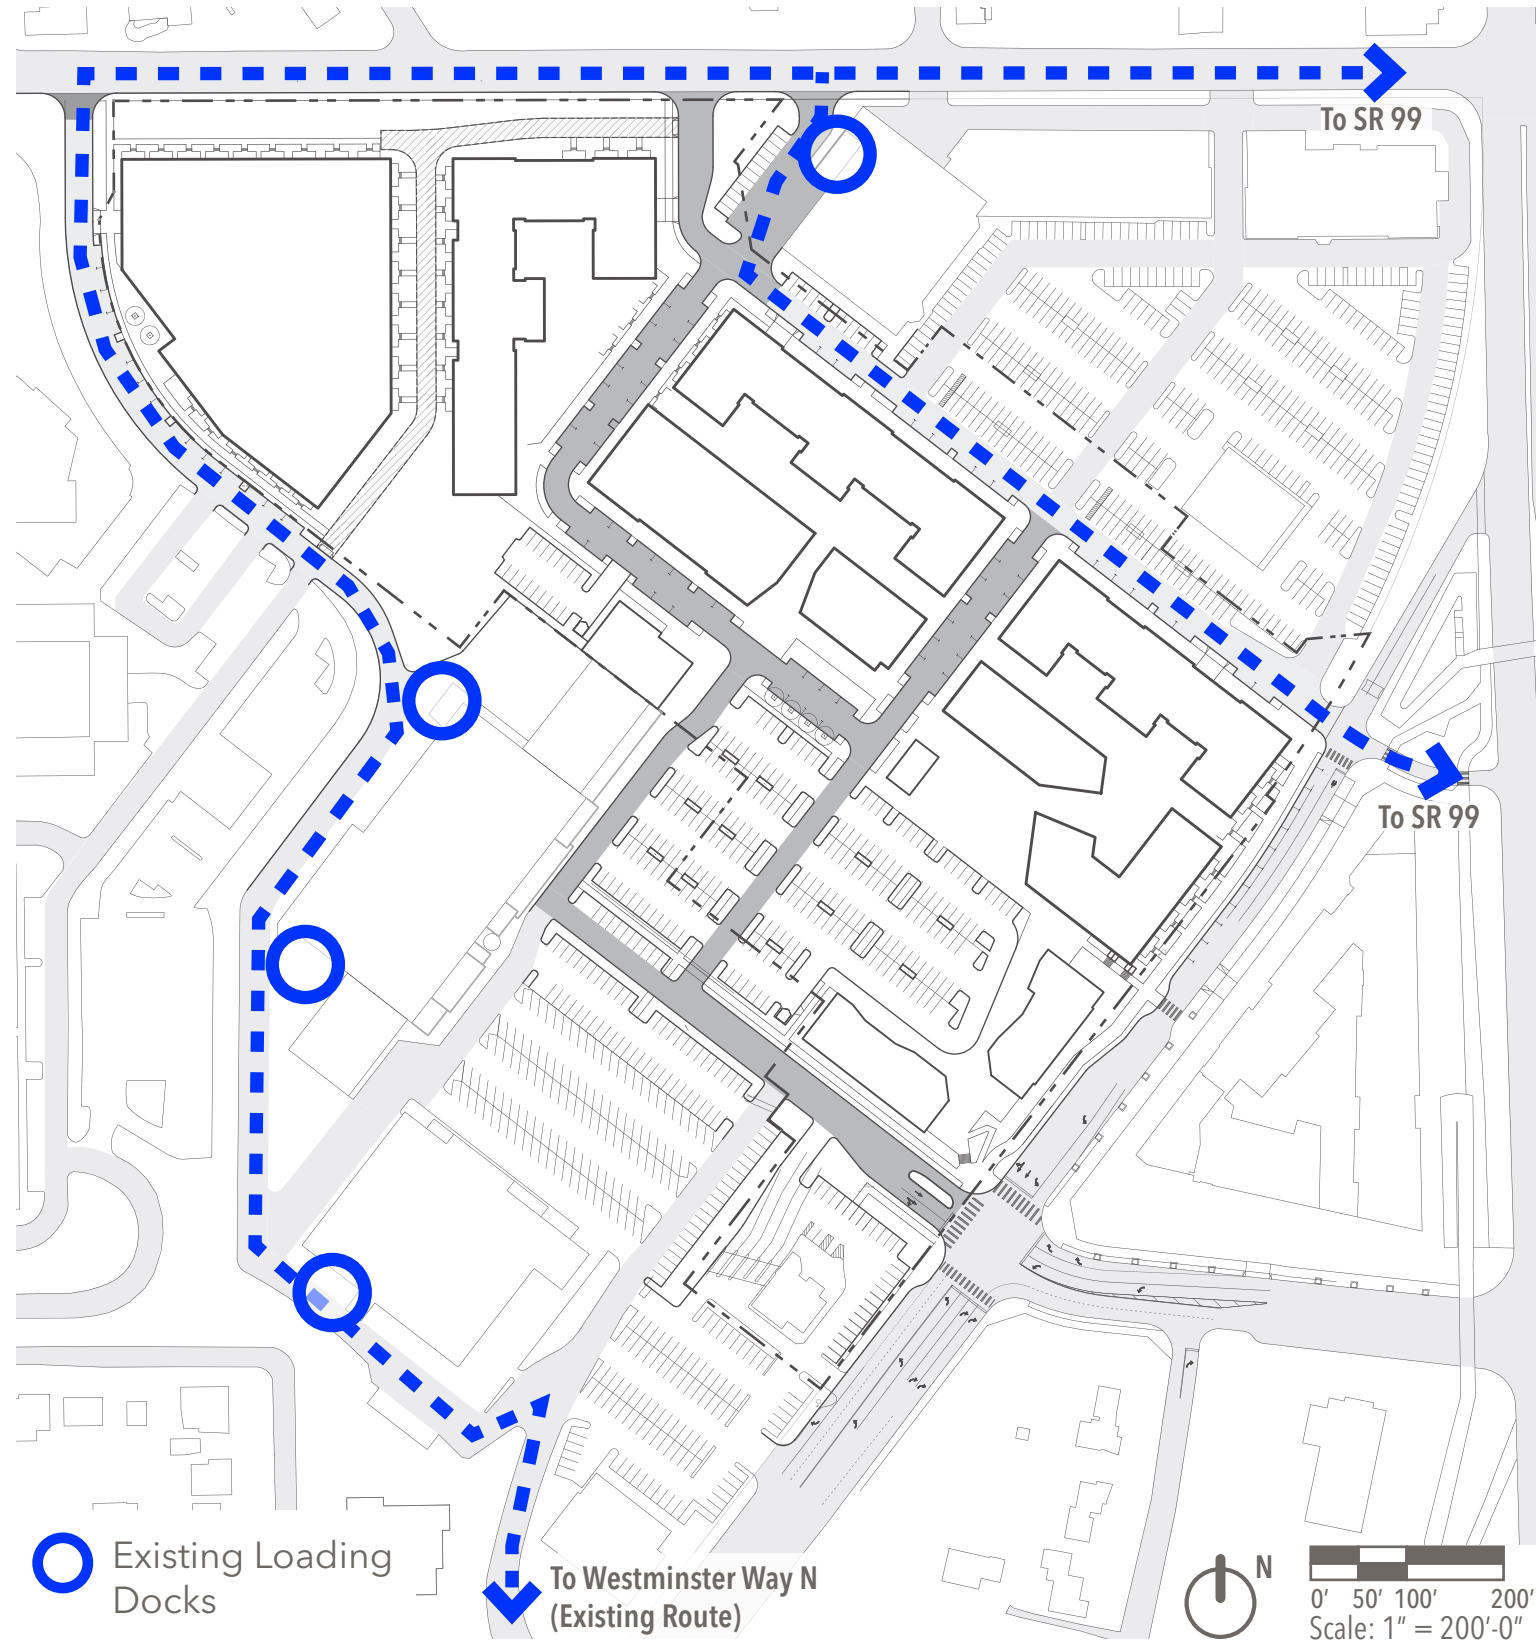 To SR 99
To SR 99
Existing Loading
Docks
To Westminster Way N
(Existing Route)
N
0' 50' 100' 200'
Scale: 1" = 200'-0"